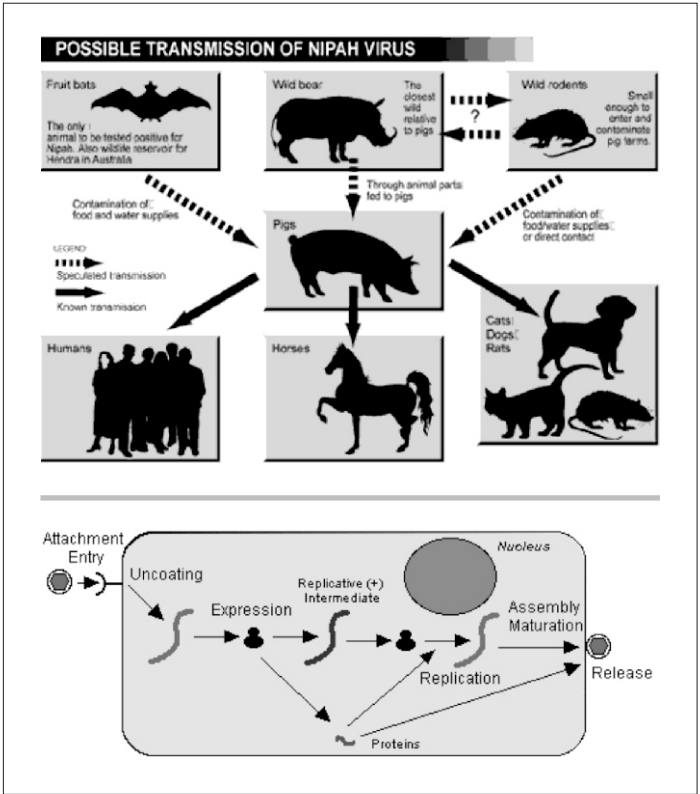 POSSIBLE TRANSMISSION OF NIPAH VIRUS
Fruit bats
The only
animal to be tested positive for
Nipah. Also wildlife reservoir for
Hendra in Australia
Wild boar
The
closest
wild
relative
to pigs
?
Wild rodents
Small
enough to
enter and
contaminate
pig farms.
Contamination of
food and water supplies
Through animal parts
fed to pigs
Contamination of
food/water supplies
or direct contact
LEGEND
Speculated transmission
Known transmission
Pigs
Humans
Horses
Cats
Dogs
Rats
Attachment
Entry
Uncoating
Expression
Replicative (+)
Intermediate
Nucleus
Assembly
Maturation
Replication
Release
Proteins